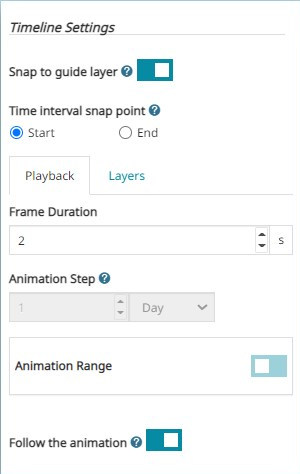 Timeline Settings
Snap to guide layer ?
Time interval snap point ?
Start End
Playback Layers
Frame Duration
2 s
Animation Step ?
1 Day
Animation Range
Follow the animation ?